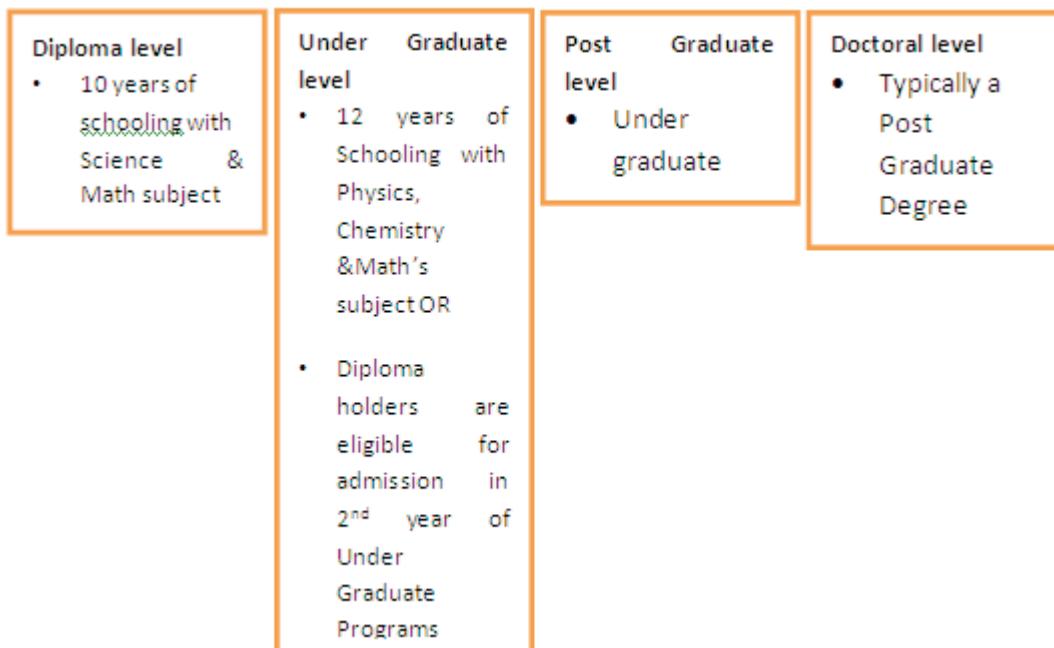 Diploma level
• 10 years of
schooling with
Science &
Math subject
Under Graduate
level
• 12 years of
Schooling with
Physics,
Chemistry
&Math's
subject OR
• Diploma
holders are
eligible for
admission in
2nd year of
Under
Graduate
Programs
Post Graduate
level
• Under
graduate
Doctoral level
• Typically a
Post
Graduate
Degree